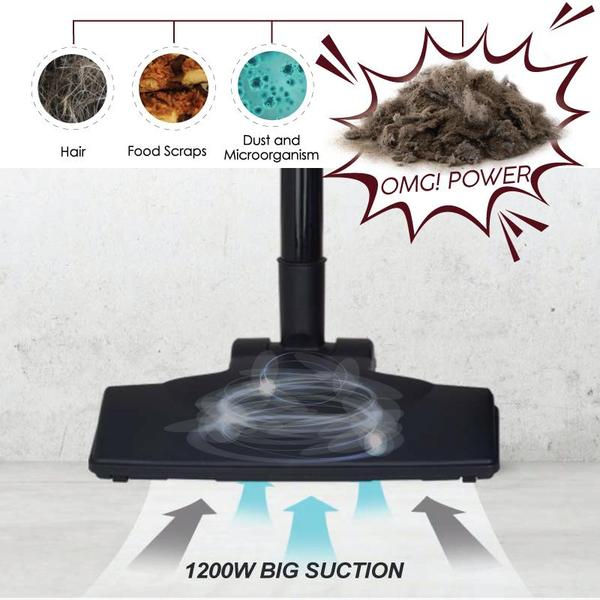 Hair
Food Scraps
Dust and
Microorganism
OMG! POWER
1200W BIG SUCTION